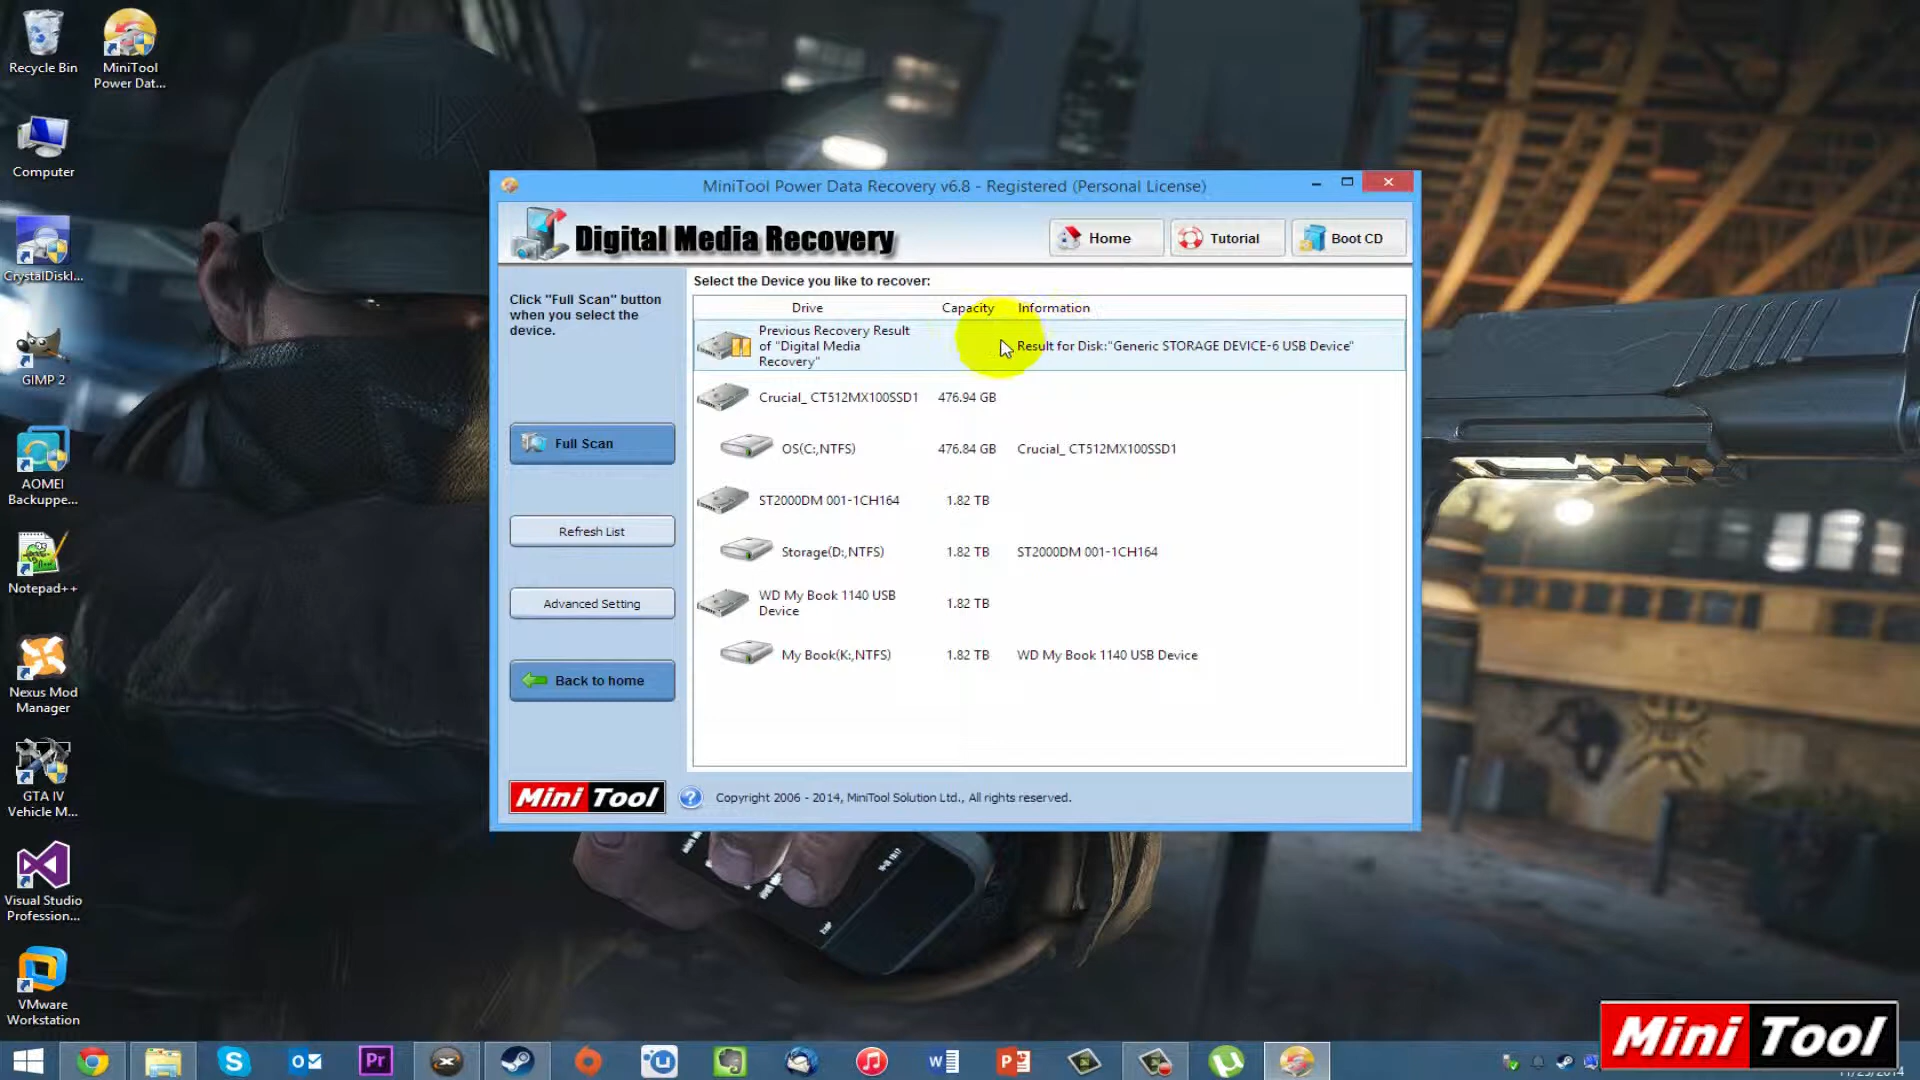 Recycle Bin
MiniTool
Power Dat...
Computer
CrystalDiskI...
GIMP 2
AOMEI
Backuppe...
Notepad++
Nexus Mod
Manager
GTA IV
Vehicle M...
Visual Studio
Profession...
VMware
Workstation
MiniTool Power Data Recovery v6.8 - Registered (Personal License)
Digital Media Recovery
Home
Tutorial
Boot CD
Click "Full Scan" button
when you select the
device.
Full Scan
Refresh List
Advanced Setting
Back to home
Select the Device you like to recover:
Drive Capacity Information
Previous Recovery Result
of "Digital Media
Recovery"
Result for Disk:"Generic STORAGE DEVICE-6 USB Device"
Crucial_ CT512MX100SSD1 476.94 GB
OS(C:,NTFS) 476.84 GB Crucial_ CT512MX100SSD1
ST2000DM 001-1CH164 1.82 TB
Storage(D:,NTFS) 1.82 TB ST2000DM 001-1CH164
WD My Book 1140 USB
Device
1.82 TB
My Book(K:,NTFS) 1.82 TB WD My Book 1140 USB Device
Mini Tool
Copyright 2006 - 2014, MiniTool Solution Ltd., All rights reserved.
Mini Tool
Pr